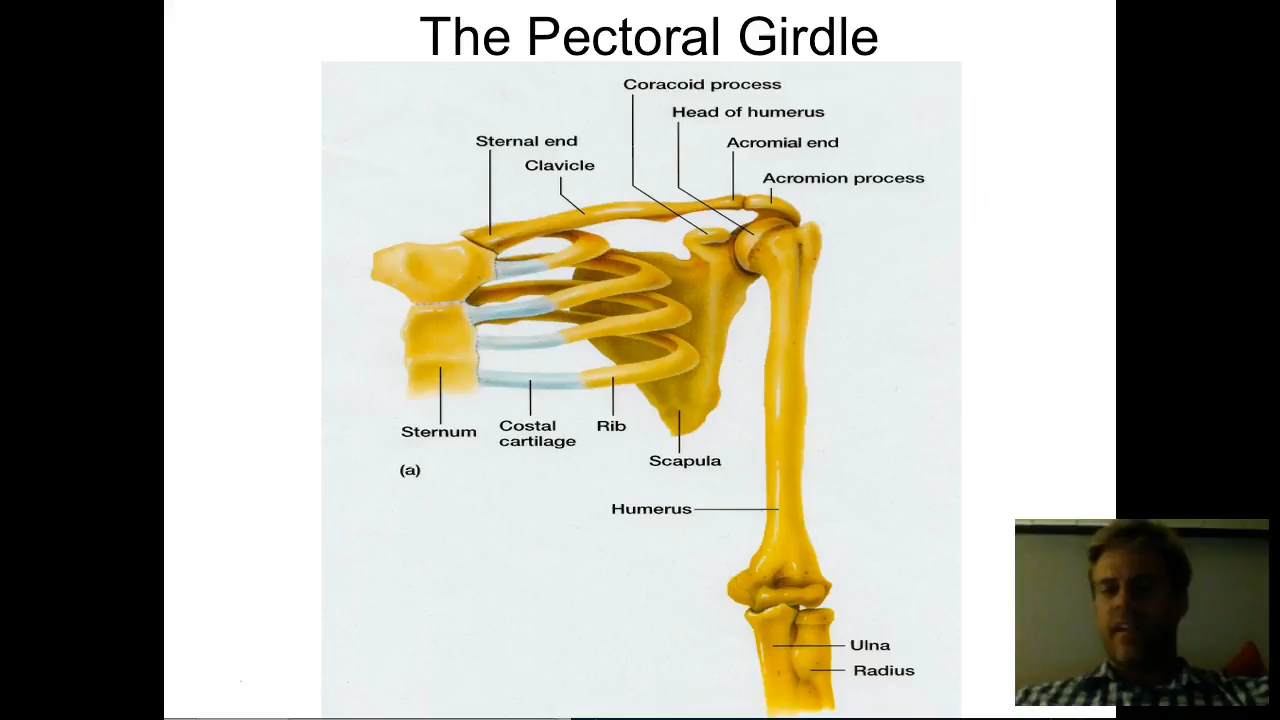 The Pectoral Girdle
Coracoid process
Head of humerus
Sternal end
Acromial end
Clavicle
Acromion process
Sternum
Costal
cartilage
Rib
Scapula
(a)
Humerus
Ulna
Radius